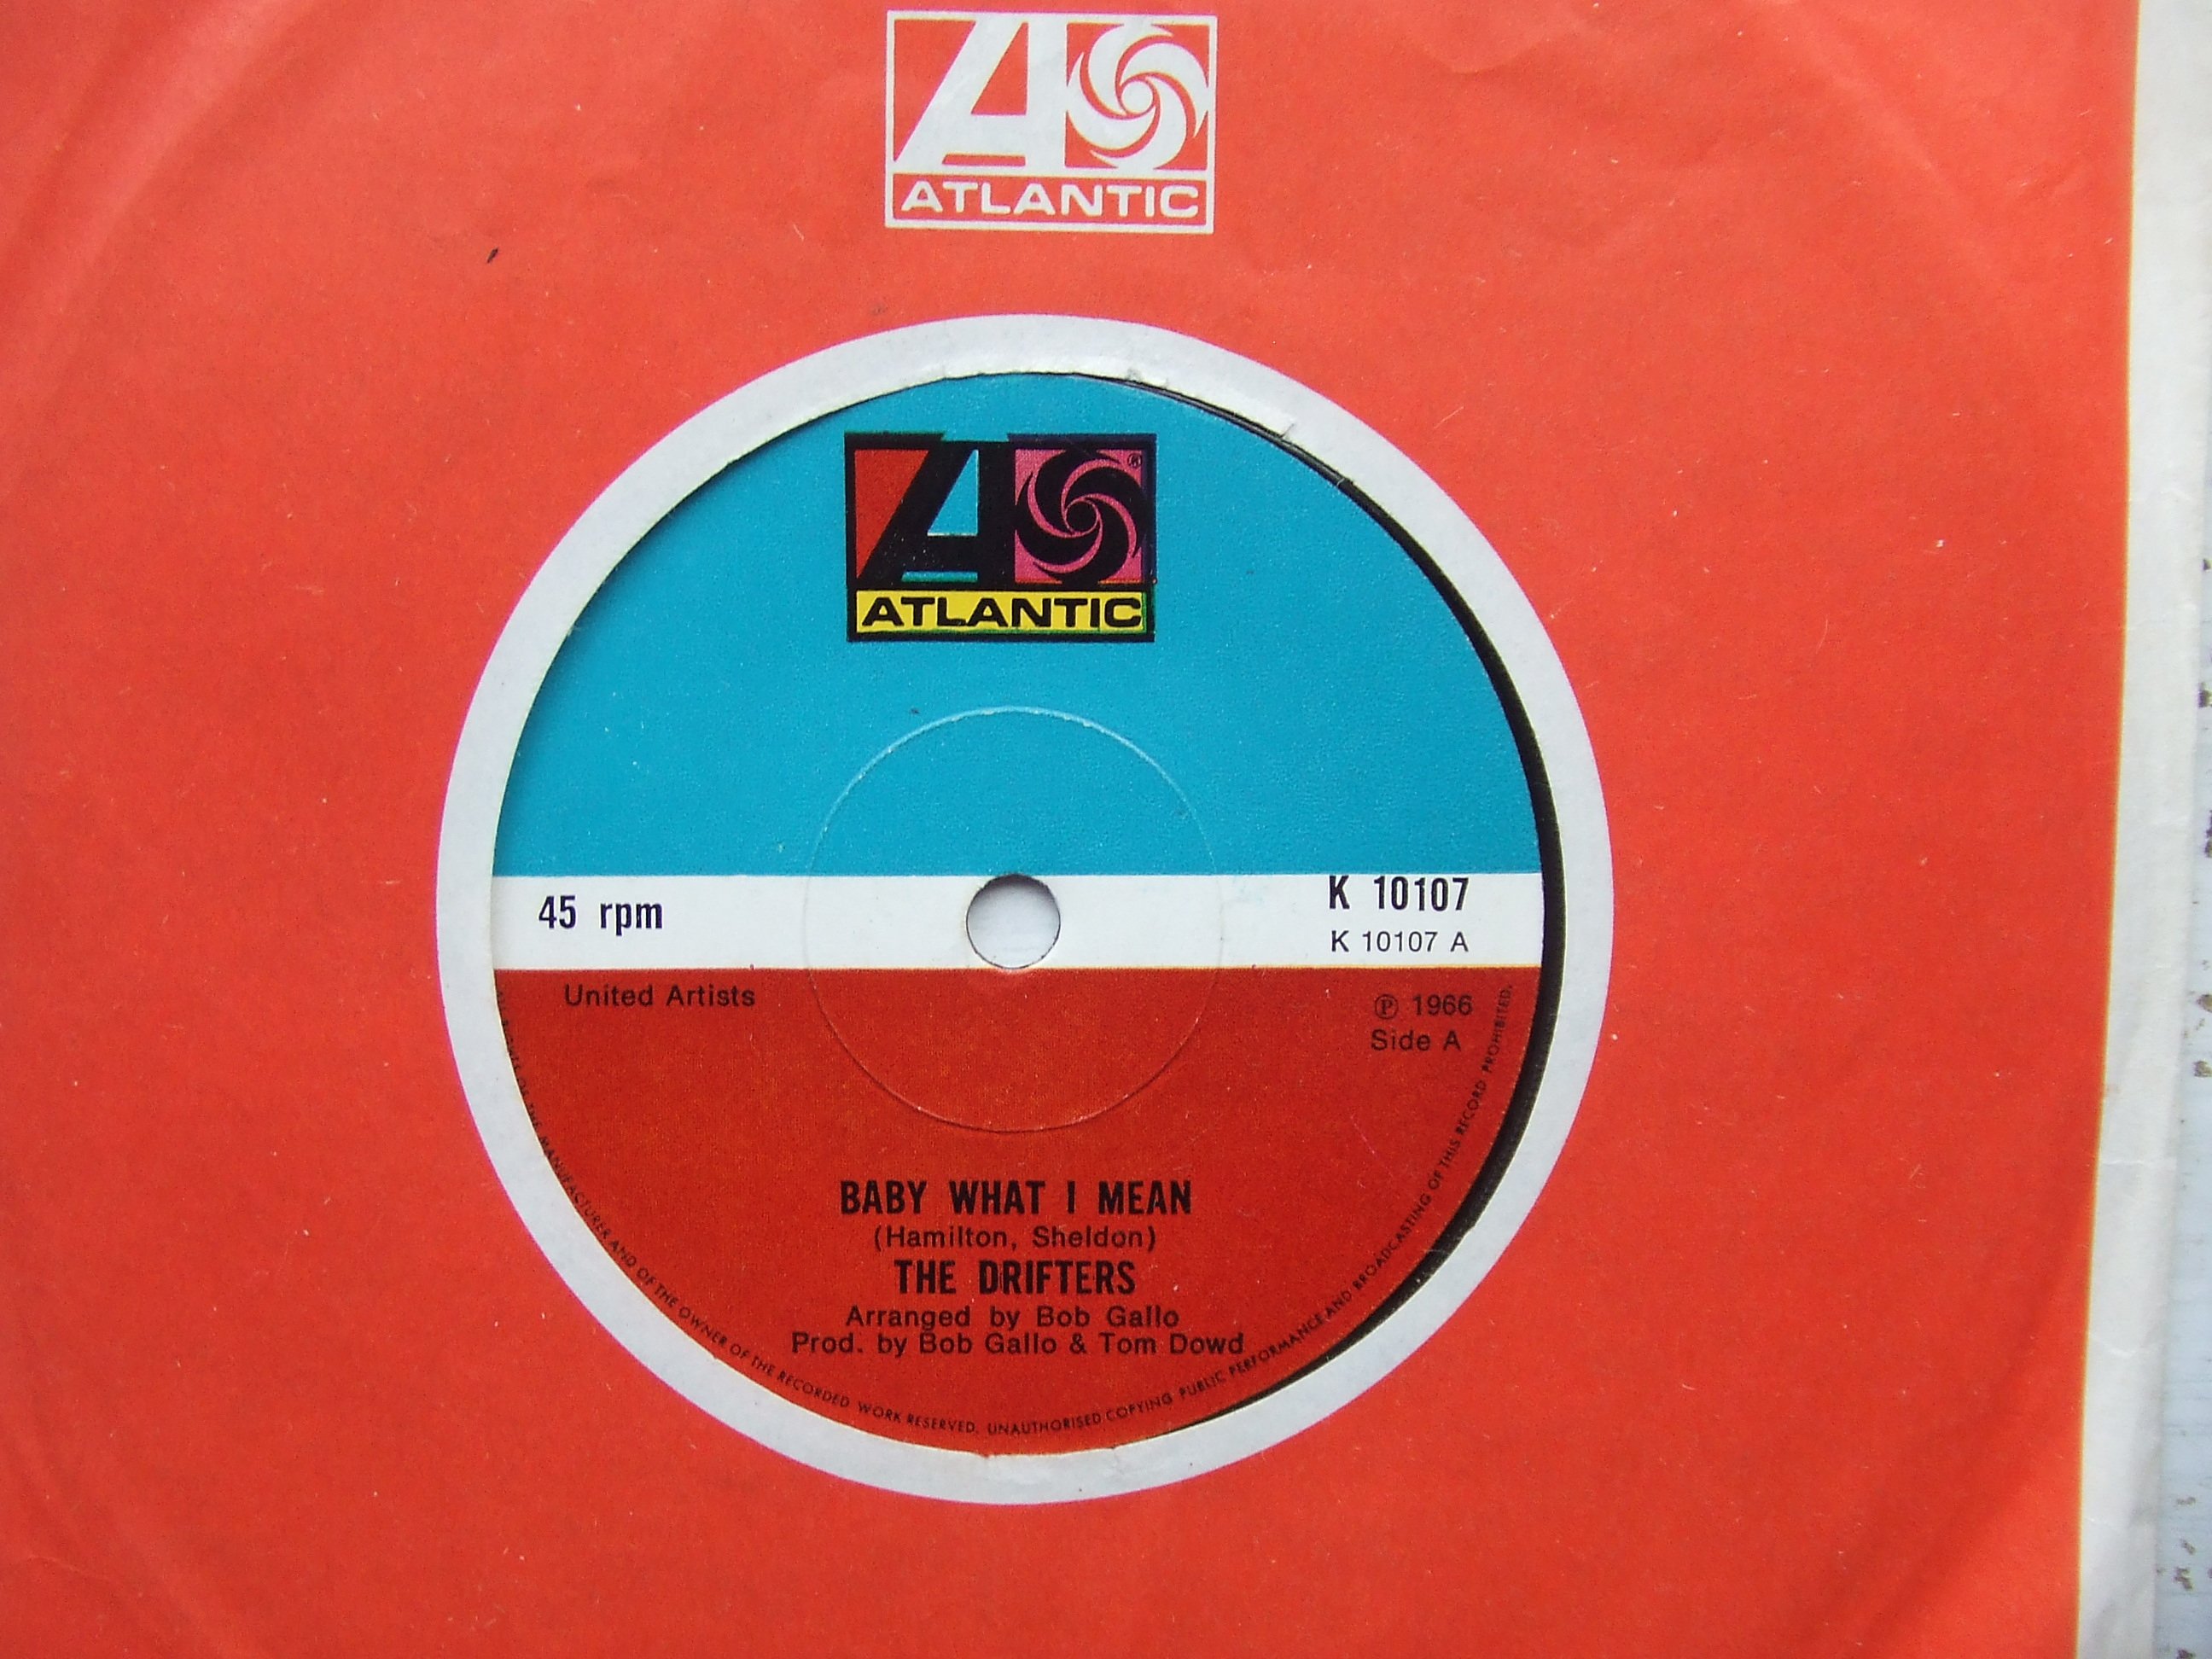 ATLANTIC
ATLANTIC
45 rpm
K 10107
K 10107 A
United Artists
℗ 1966
Side A
BABY WHAT I MEAN
(Hamilton, Sheldon)
THE DRIFTERS
Arranged by Bob Gallo
Prod. by Bob Gallo & Tom Dowd
OF THE MANUFACTURER AND OF THE OWNER OF THE RECORDED WORK RESERVED. UNAUTHORISED COPYING PUBLIC PERFORMANCE AND BROADCASTING OF THIS RECORD PROHIBITED.